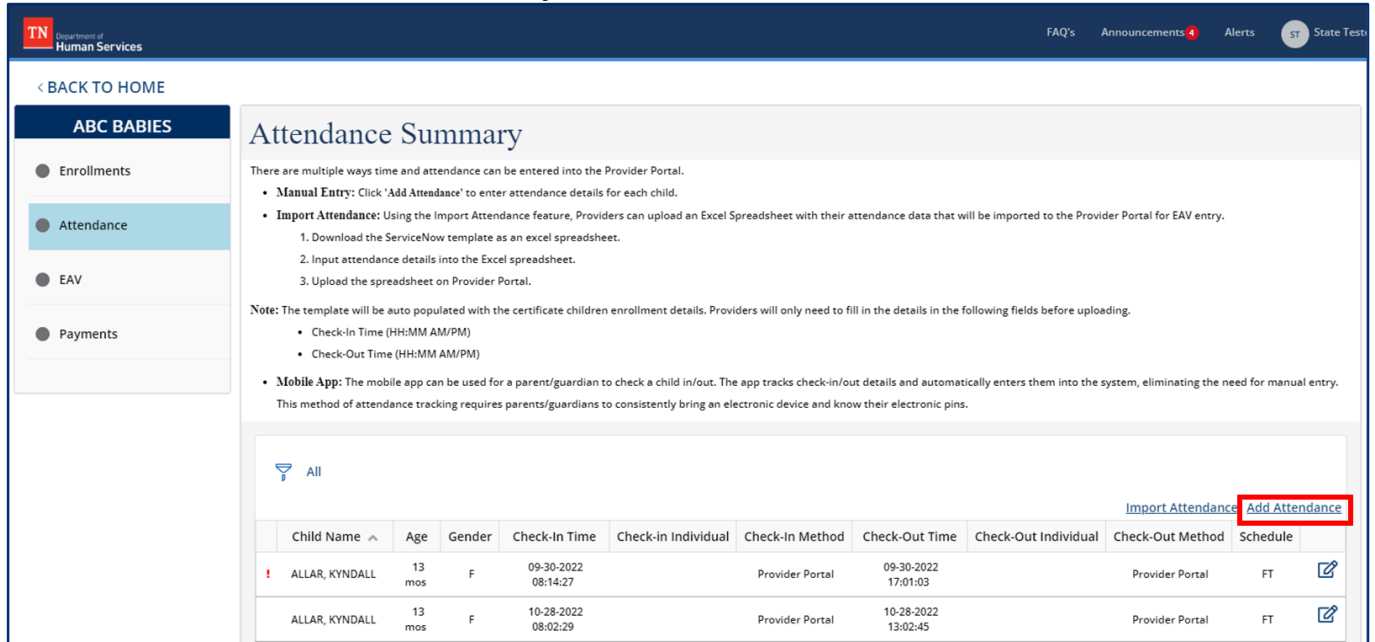 TN Department of
Human Services
FAQ's Announcements 4 Alerts ST State Teste
< BACK TO HOME
ABC BABIES
Enrollments
Attendance
EAV
Payments
Attendance Summary
There are multiple ways time and attendance can be entered into the Provider Portal.
• Manual Entry: Click 'Add Attendance' to enter attendance details for each child.
• Import Attendance: Using the Import Attendance feature, Providers can upload an Excel Spreadsheet with their attendance data that will be imported to the Provider Portal for EAV entry.
1. Download the ServiceNow template as an excel spreadsheet.
2. Input attendance details into the Excel spreadsheet.
3. Upload the spreadsheet on Provider Portal.
Note: The template will be auto populated with the certificate children enrollment details. Providers will only need to fill in the details in the following fields before uploading.
• Check-In Time (HH:MM AM/PM)
• Check-Out Time (HH:MM AM/PM)
• Mobile App: The mobile app can be used for a parent/guardian to check a child in/out. The app tracks check-in/out details and automatically enters them into the system, eliminating the need for manual entry.
This method of attendance tracking requires parents/guardians to consistently bring an electronic device and know their electronic pins.
All
Import Attendance Add Attendance
Child Name Age Gender Check-In Time Check-in Individual Check-In Method Check-Out Time Check-Out Individual Check-Out Method Schedule
! ALLAR, KYNDALL 13 mos F 09-30-2022 08:14:27 Provider Portal 09-30-2022 17:01:03 Provider Portal FT
ALLAR, KYNDALL 13 mos F 10-28-2022 08:02:29 Provider Portal 10-28-2022 13:02:45 Provider Portal FT